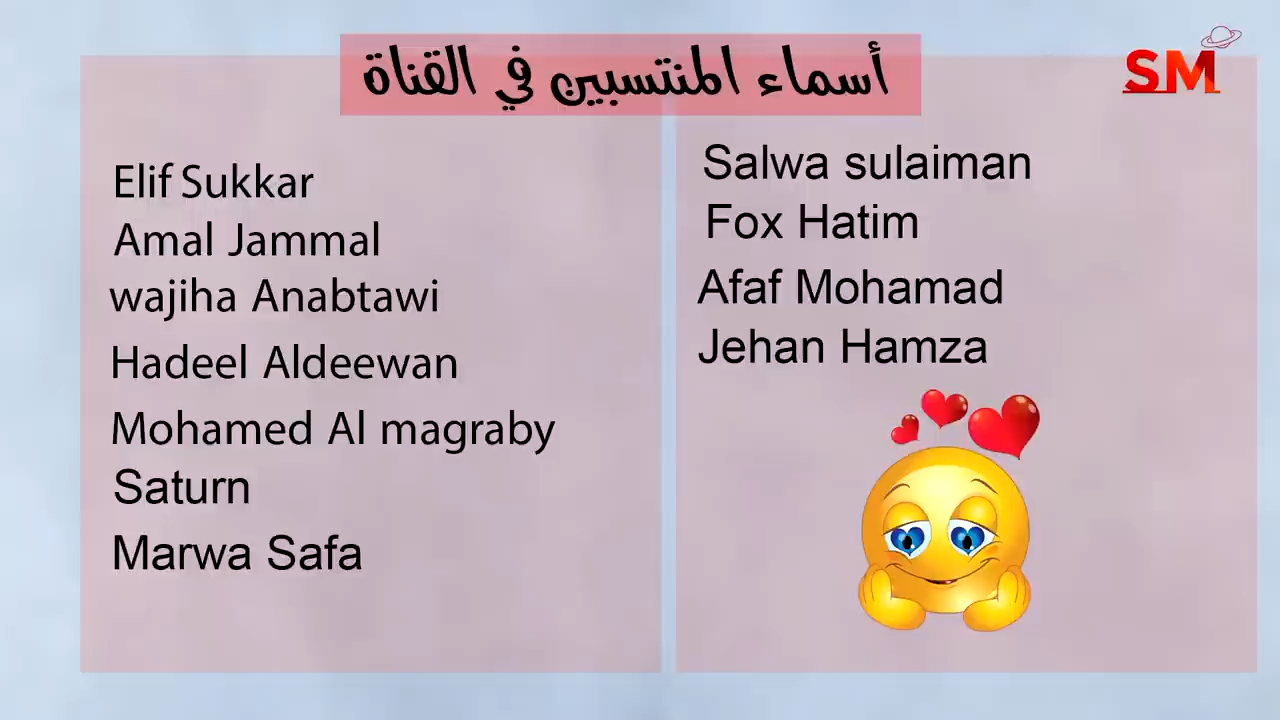 أسماء المنتسبين في القناة
SM
Elif Sukkar
Amal Jammal
wajiha Anabtawi
Hadeel Aldeewan
Mohamed Al magraby
Saturn
Marwa Safa
Salwa sulaiman
Fox Hatim
Afaf Mohamad
Jehan Hamza